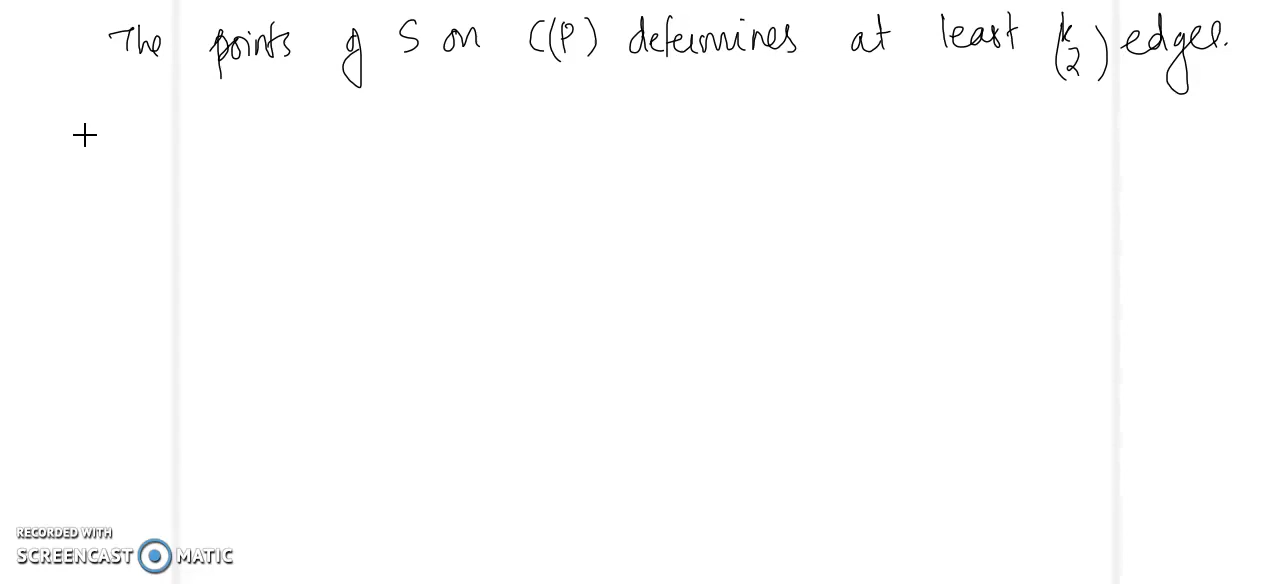 The points of S on C(P) determines at least (k 2) edges.
RECORDED WITH
SCREENCAST MATIC